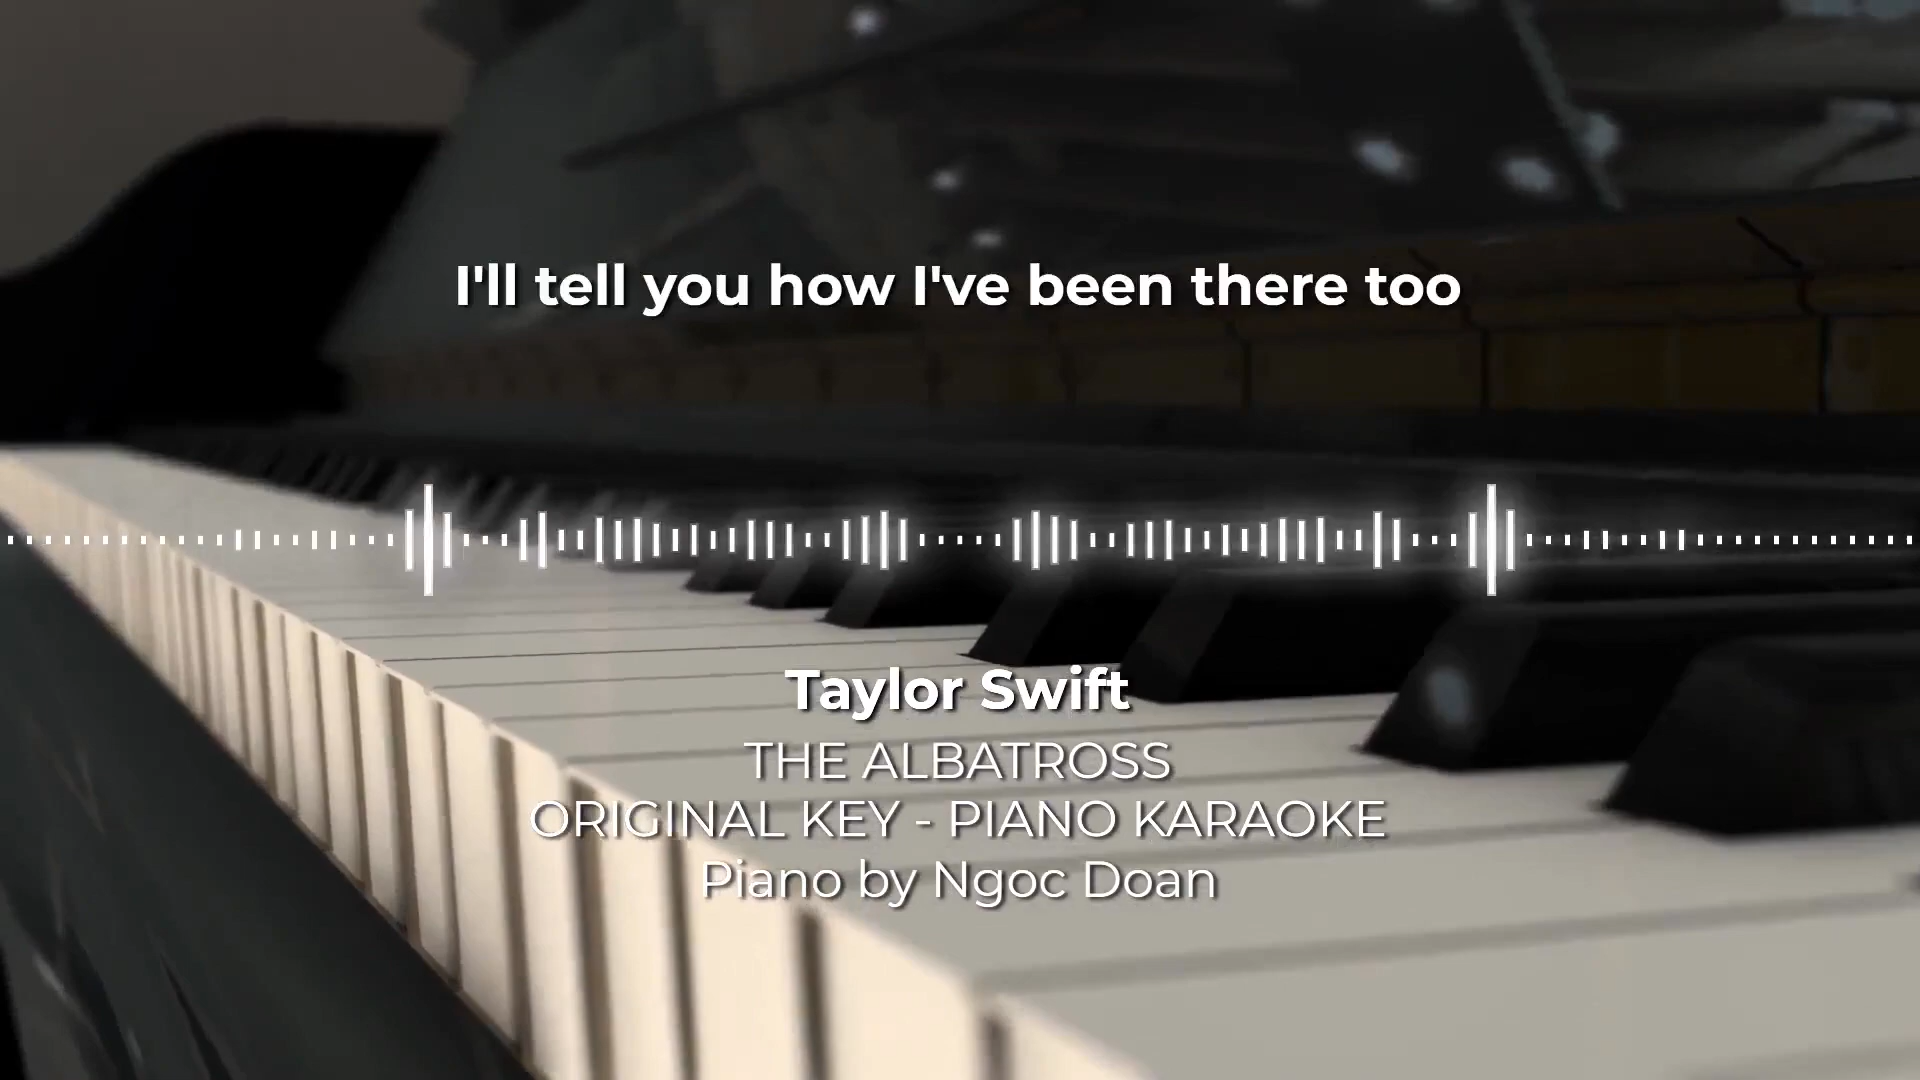 I'll tell you how I've been there too
Taylor Swift
THE ALBATROSS
ORIGINAL KEY - PIANO KARAOKE
Piano by Ngoc Doan